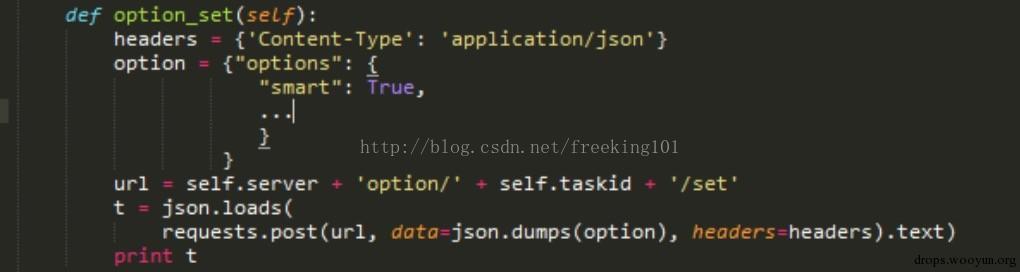 def option_set(self):
    headers = {'Content-Type': 'application/json'}
    option = {"options": {
                "smart": True,
                ...
                }
             }
http://blog.csdn.net/freeking101
    url = self.server + 'option/' + self.taskid + '/set'
    t = json.loads(
        requests.post(url, data=json.dumps(option), headers=headers).text)
    print t
drops.wooyun.org